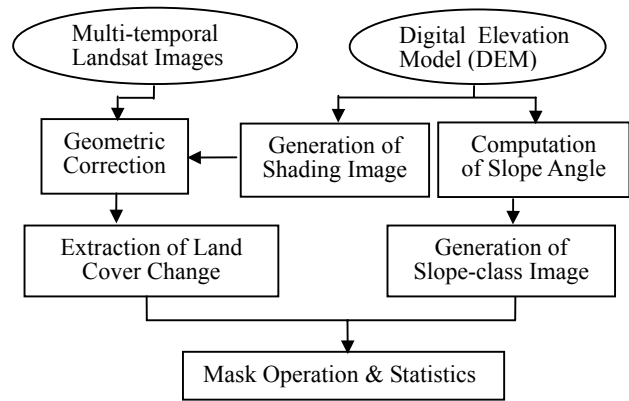 Multi-temporal
Landsat Images
Digital Elevation
Model (DEM)
Geometric
Correction
Generation of
Shading Image
Computation
of Slope Angle
Extraction of Land
Cover Change
Generation of
Slope-class Image
Mask Operation & Statistics